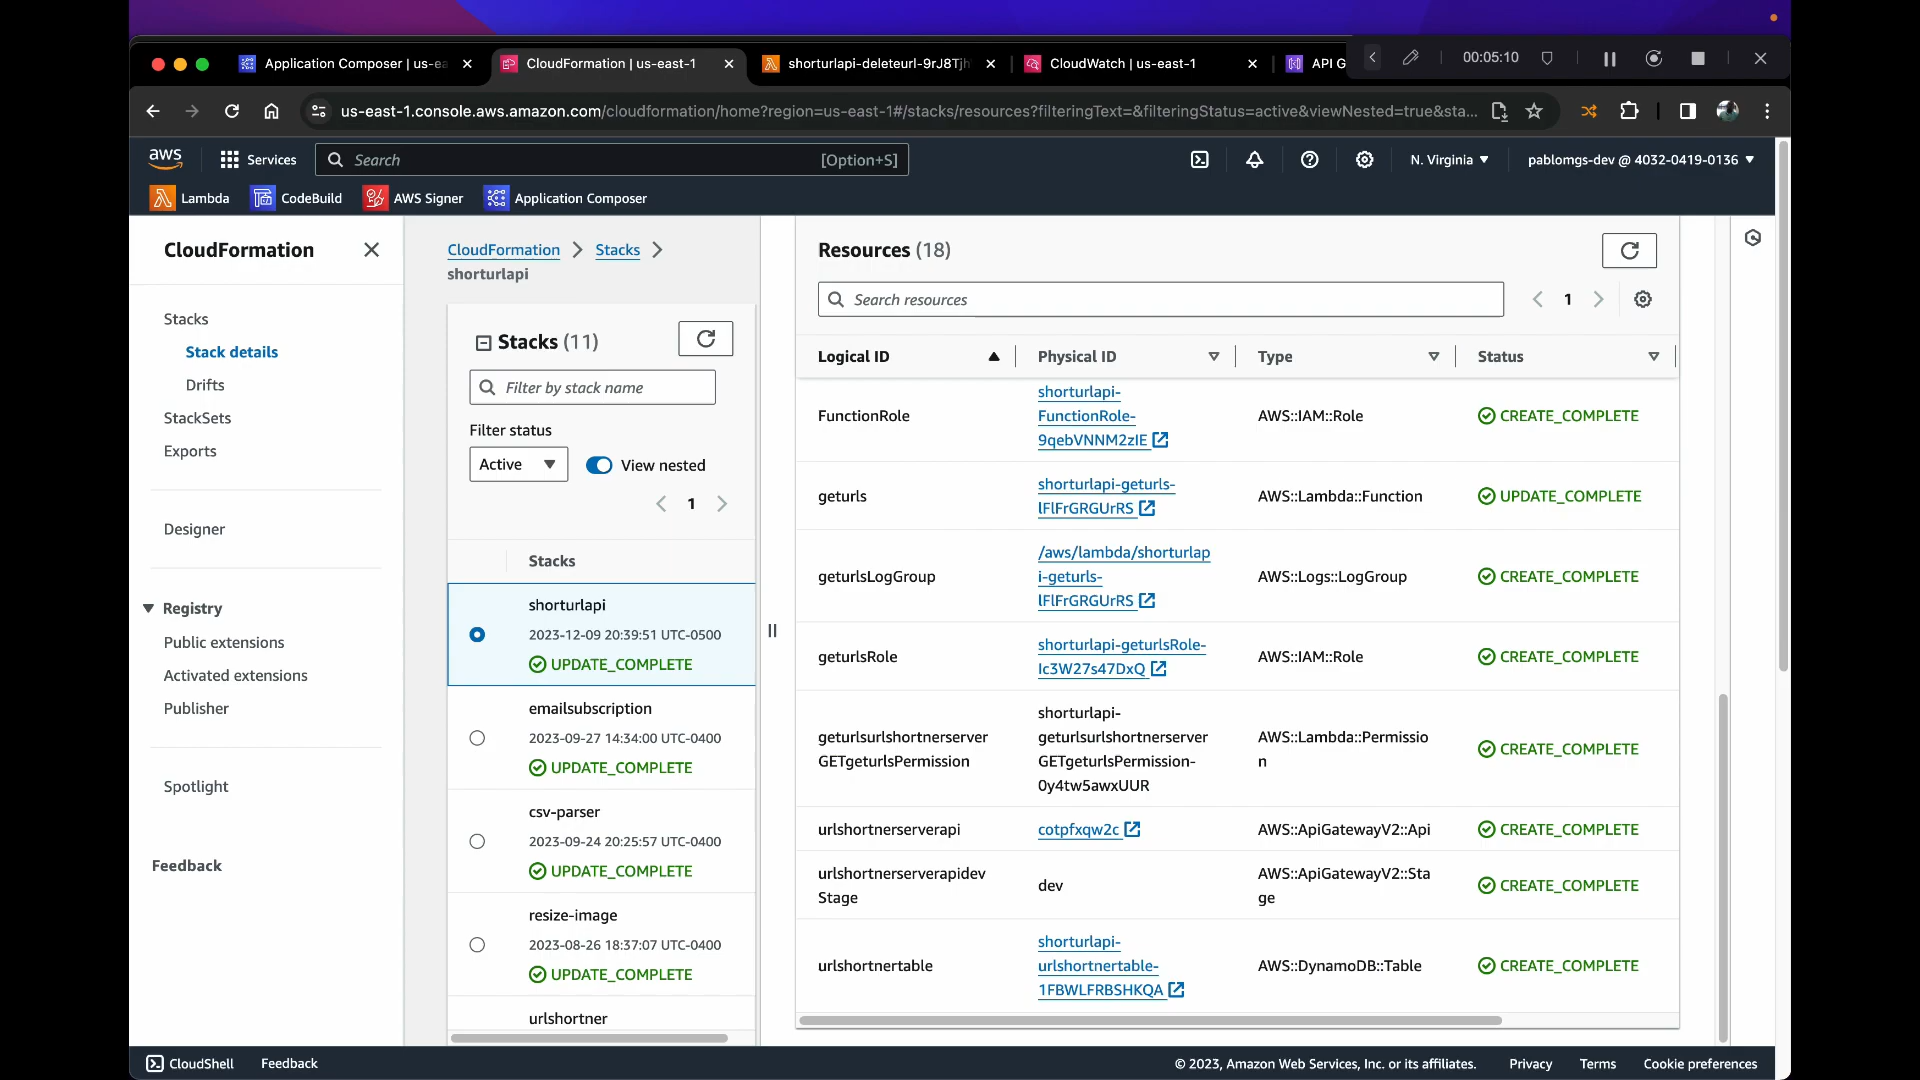 Application Composer | us-ea
CloudFormation | us-east-1
shorturlapi-deleteurl-9rJ8Tjh
CloudWatch | us-east-1
API G
00:05:10
us-east-1.console.aws.amazon.com/cloudformation/home?region=us-east-1#/stacks/resources?filteringText=&filteringStatus=active&viewNested=true&sta...
aws
Services
Search
[Option+S]
N. Virginia
pablomgs-dev @ 4032-0419-0136
Lambda
CodeBuild
AWS Signer
Application Composer
CloudFormation
Stacks
Stack details
Drifts
StackSets
Exports
Designer
Registry
Public extensions
Activated extensions
Publisher
Spotlight
Feedback
CloudFormation
Stacks
shorturlapi
Stacks (11)
Filter by stack name
Filter status
Active
View nested
1
Stacks
shorturlapi
2023-12-09 20:39:51 UTC-0500
UPDATE_COMPLETE
emailsubscription
2023-09-27 14:34:00 UTC-0400
UPDATE_COMPLETE
csv-parser
2023-09-24 20:25:57 UTC-0400
UPDATE_COMPLETE
resize-image
2023-08-26 18:37:07 UTC-0400
UPDATE_COMPLETE
urlshortner
Resources (18)
Search resources
1
Logical ID
Physical ID
Type
Status
FunctionRole
shorturlapi-
FunctionRole-
9qebVNNM2zIE
AWS::IAM::Role
CREATE_COMPLETE
geturls
shorturlapi-geturls-
lFlFrGRGUrRS
AWS::Lambda::Function
UPDATE_COMPLETE
geturlsLogGroup
/aws/lambda/shorturlap
i-geturls-
lFlFrGRGUrRS
AWS::Logs::LogGroup
CREATE_COMPLETE
geturlsRole
shorturlapi-geturlsRole-
Ic3W27s47DxQ
AWS::IAM::Role
CREATE_COMPLETE
geturlsurlshortnerserver
GETgeturlsPermission
shorturlapi-
geturlsurlshortnerserver
GETgeturlsPermission-
0y4tw5awxUUR
AWS::Lambda::Permissio
n
CREATE_COMPLETE
urlshortnerserverapi
cotpfxqw2c
AWS::ApiGatewayV2::Api
CREATE_COMPLETE
urlshortnerserverapidev
Stage
dev
AWS::ApiGatewayV2::Sta
ge
CREATE_COMPLETE
urlshortnertable
shorturlapi-
urlshortnertable-
1FBWLFRBSHKQA
AWS::DynamoDB::Table
CREATE_COMPLETE
CloudShell
Feedback
© 2023, Amazon Web Services, Inc. or its affiliates.
Privacy
Terms
Cookie preferences